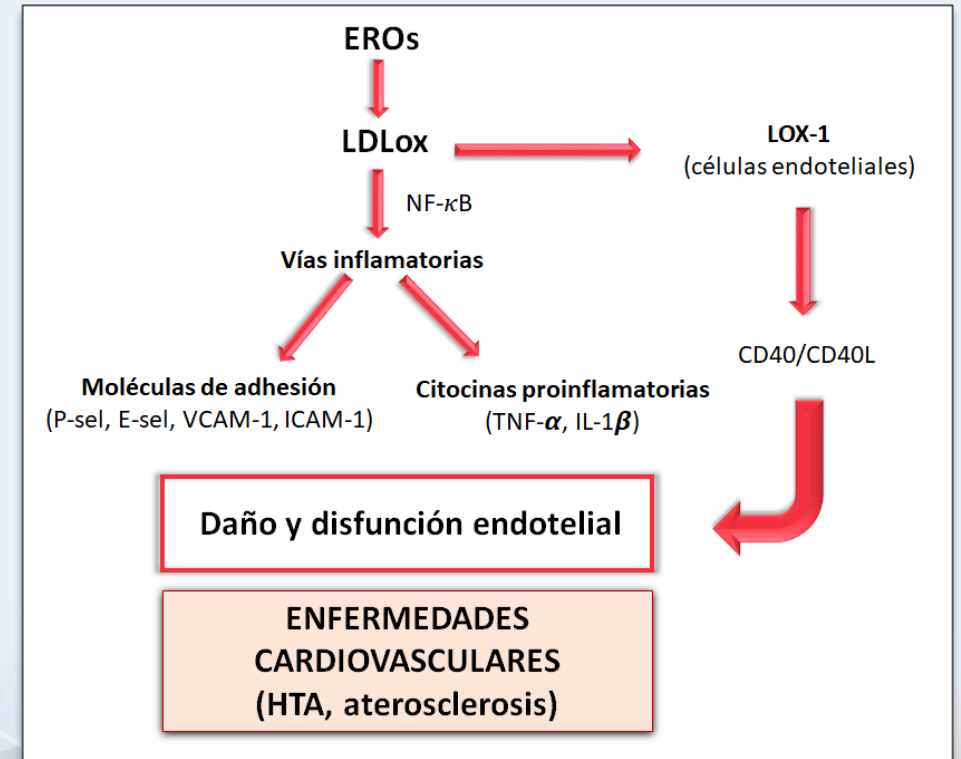 EROs
LDLox
LOX-1
(células endoteliales)
NF-κB
Vías inflamatorias
CD40/CD40L
Moléculas de adhesión
(P-sel, E-sel, VCAM-1, ICAM-1)
Citocinas proinflamatorias
(TNF-α, IL-1β)
Daño y disfunción endotelial
ENFERMEDADES
CARDIOVASCULARES
(HTA, aterosclerosis)